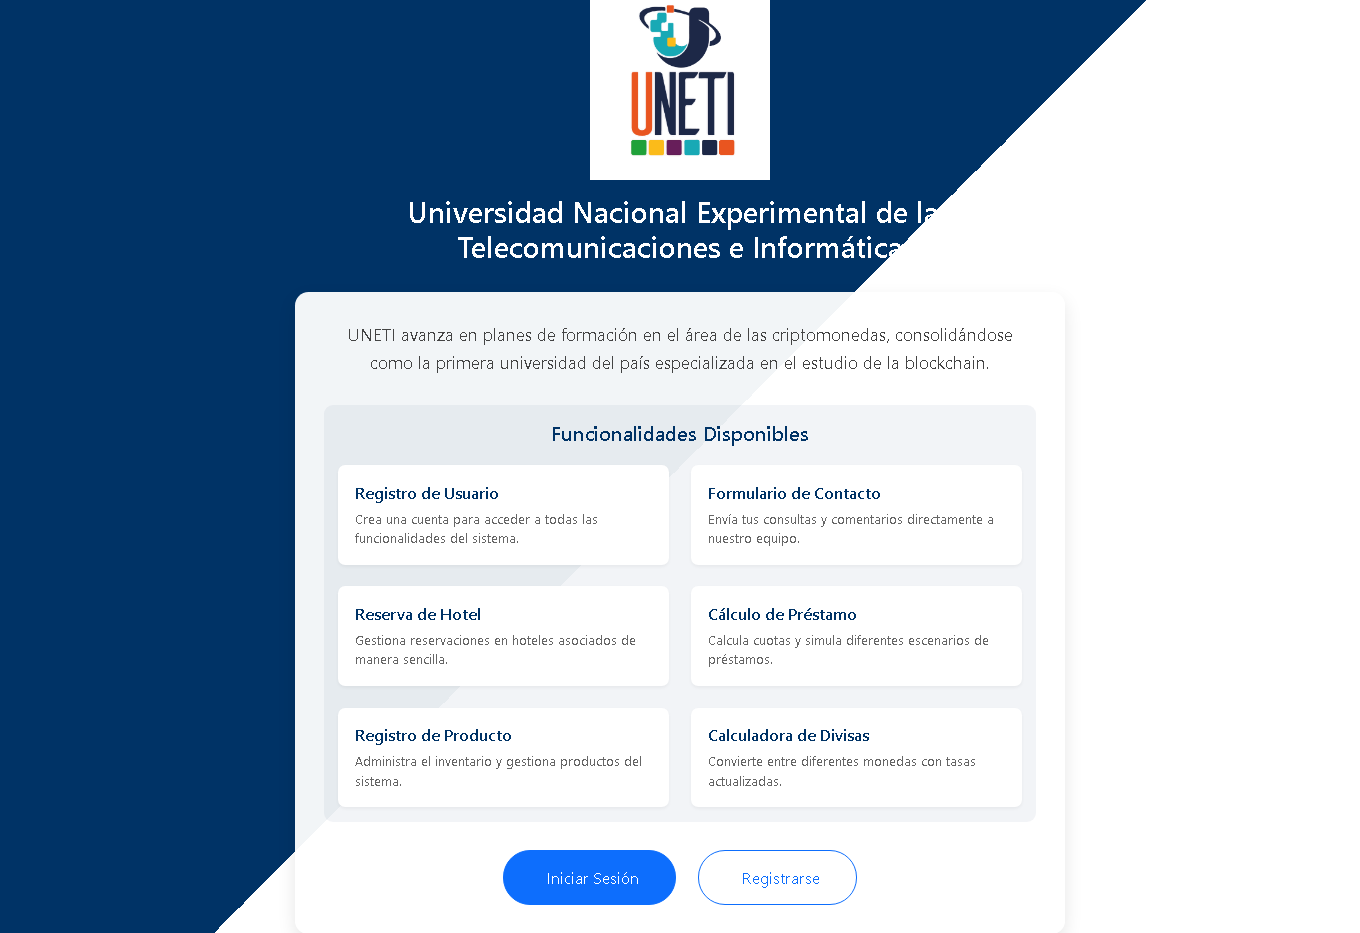 UNETI
Universidad Nacional Experimental de la
Telecomunicaciones e Informática
UNETI avanza en planes de formación en el área de las criptomonedas, consolidándose
como la primera universidad del país especializada en el estudio de la blockchain.
Funcionalidades Disponibles
Registro de Usuario
Crea una cuenta para acceder a todas las
funcionalidades del sistema.
Formulario de Contacto
Envía tus consultas y comentarios directamente a
nuestro equipo.
Reserva de Hotel
Gestiona reservaciones en hoteles asociados de
manera sencilla.
Cálculo de Préstamo
Calcula cuotas y simula diferentes escenarios de
préstamos.
Registro de Producto
Administra el inventario y gestiona productos del
sistema.
Calculadora de Divisas
Convierte entre diferentes monedas con tasas
actualizadas.
Iniciar Sesión
Registrarse